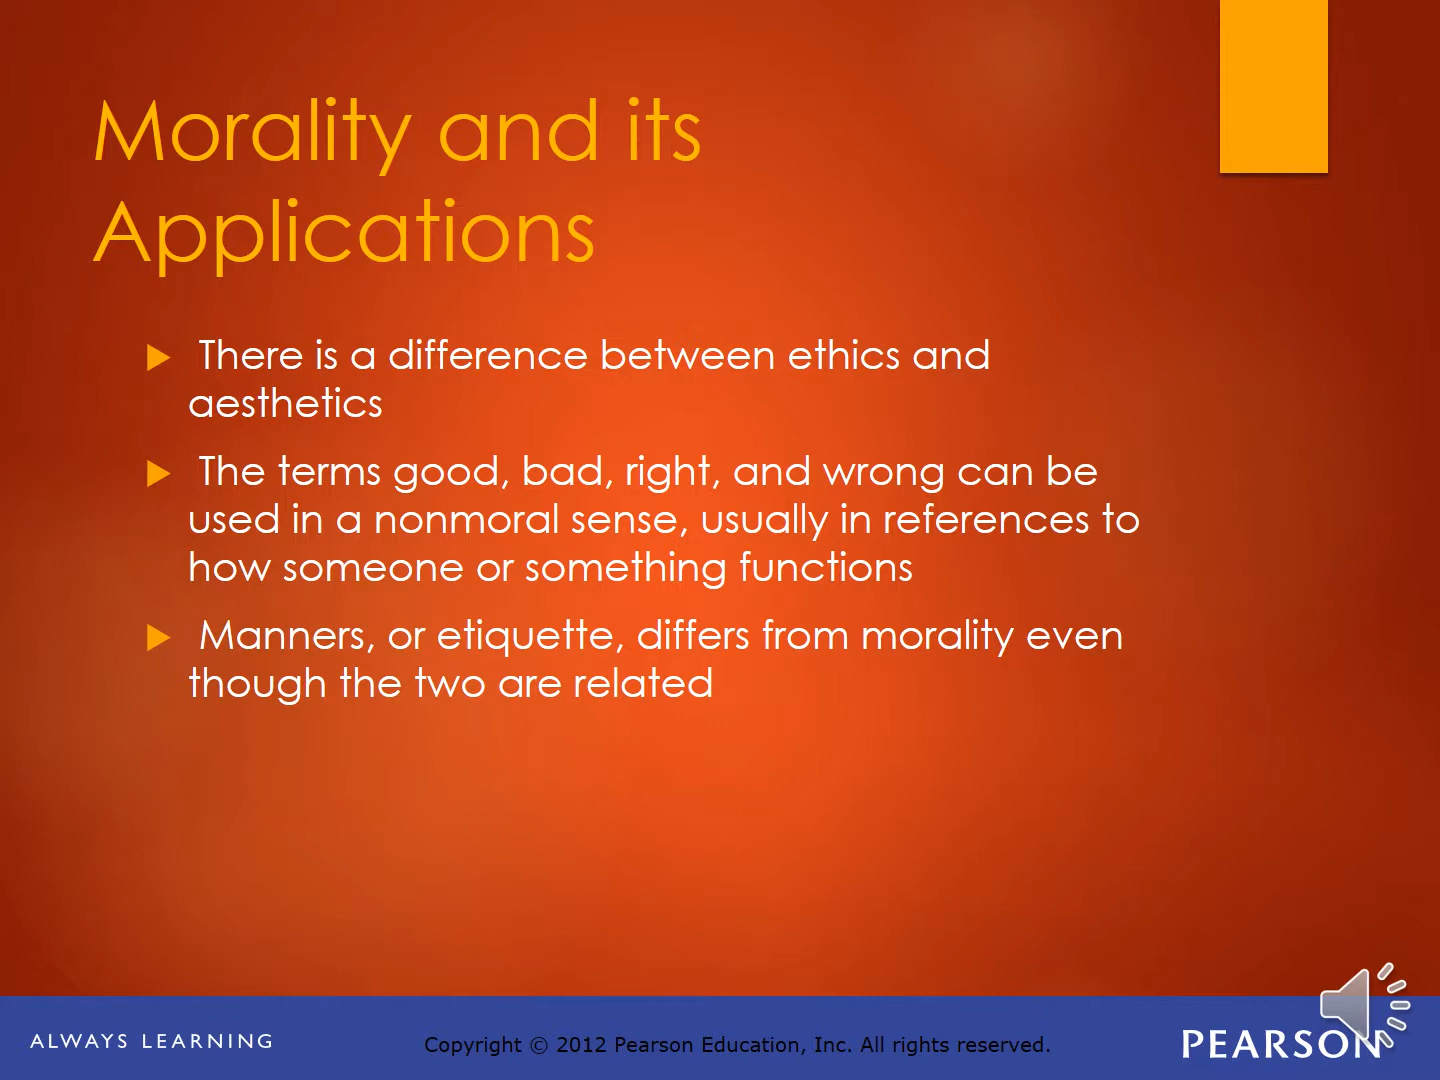 Morality and its
Applications
There is a difference between ethics and
aesthetics
The terms good, bad, right, and wrong can be
used in a nonmoral sense, usually in references to
how someone or something functions
Manners, or etiquette, differs from morality even
though the two are related
ALWAYS LEARNING
Copyright © 2012 Pearson Education, Inc. All rights reserved.
PEARSON